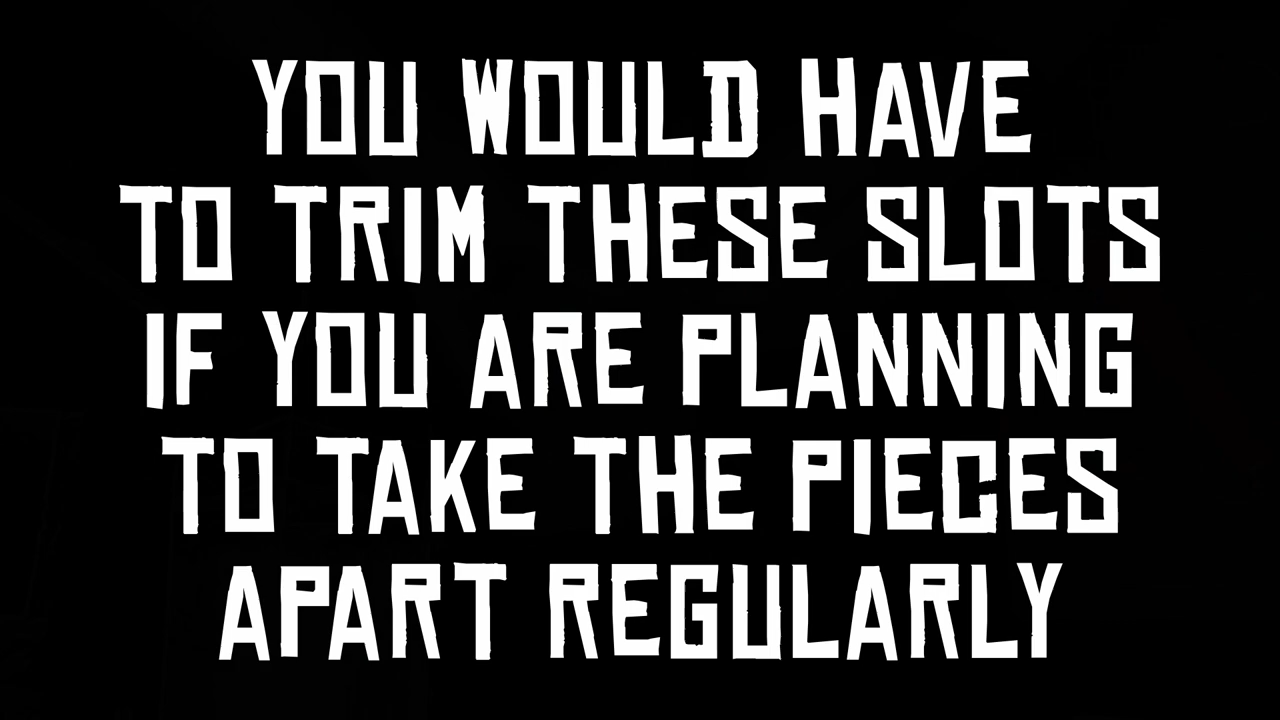 YOU WOULD HAVE
TO TRIM THESE SLOTS
IF YOU ARE PLANNING
TO TAKE THE PIECES
APART REGULARLY